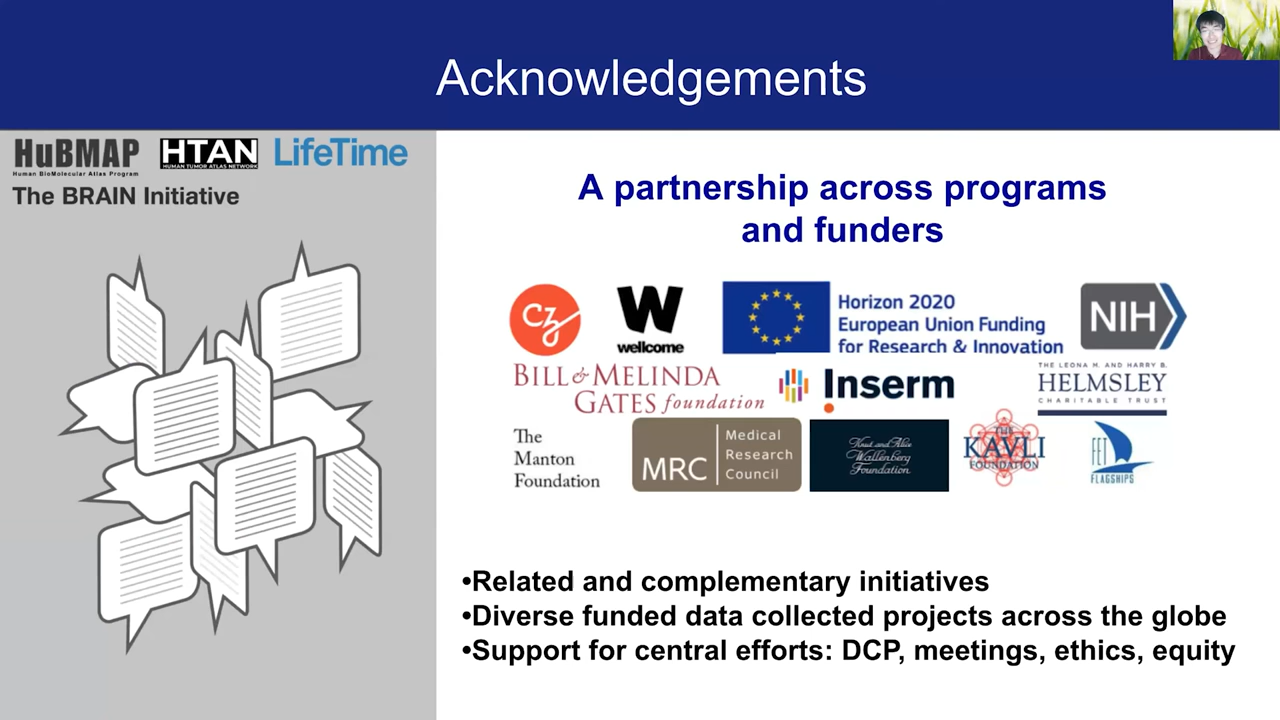 Acknowledgements
HuBMAP
Human BioMolecular Atlas Program
HTAN
HUMAN TUMOR ATLAS NETWORK
LifeTime
The BRAIN Initiative
A partnership across programs
and funders
CZ
W
wellcome
Horizon 2020
European Union Funding
for Research & Innovation
NIH
BILL & MELINDA
GATES foundation
Inserm
THE LEONA M. AND HARRY B.
HELMSLEY
CHARITABLE TRUST
The
Manton
Foundation
MRC
Medical
Research
Council
Knut and Alice
Wallenberg
Foundation
THE
KAVLI
FOUNDATION
FET
FLAGSHIPS
•Related and complementary initiatives
•Diverse funded data collected projects across the globe
•Support for central efforts: DCP, meetings, ethics, equity